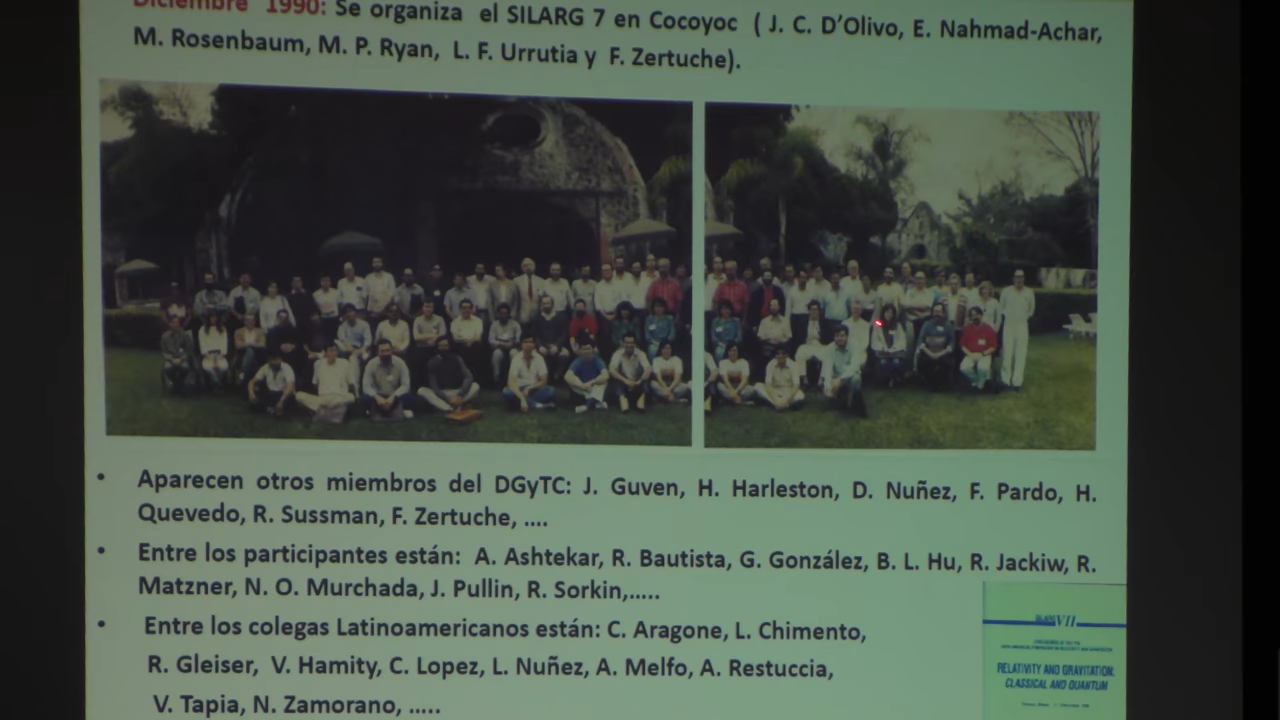 Diciembre 1990: Se organiza el SILARG 7 en Cocoyoc ( J. C. D’Olivo, E. Nahmad-Achar,
M. Rosenbaum, M. P. Ryan, L. F. Urrutia y F. Zertuche).
• Aparecen otros miembros del DGyTC: J. Guven, H. Harleston, D. Nuñez, F. Pardo, H.
Quevedo, R. Sussman, F. Zertuche, ....
• Entre los participantes están: A. Ashtekar, R. Bautista, G. González, B. L. Hu, R. Jackiw, R.
Matzner, N. O. Murchada, J. Pullin, R. Sorkin,.....
• Entre los colegas Latinoamericanos están: C. Aragone, L. Chimento,
R. Gleiser, V. Hamity, C. Lopez, L. Nuñez, A. Melfo, A. Restuccia,
V. Tapia, N. Zamorano, .....
VII
RELATIVITY AND GRAVITATION:
CLASSICAL AND QUANTUM